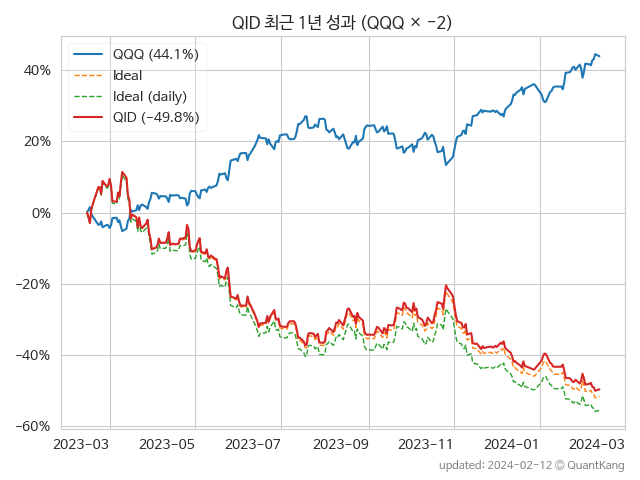 QID 최근 1년 성과 (QQQ × −2)
QQQ (44.1%)
Ideal
Ideal (daily)
QID (−49.8%)
40%
20%
0%
−20%
−40%
−60%
2023-03 2023-05 2023-07 2023-09 2023-11 2024-01 2024-03
updated: 2024-02-12 © QuantKang